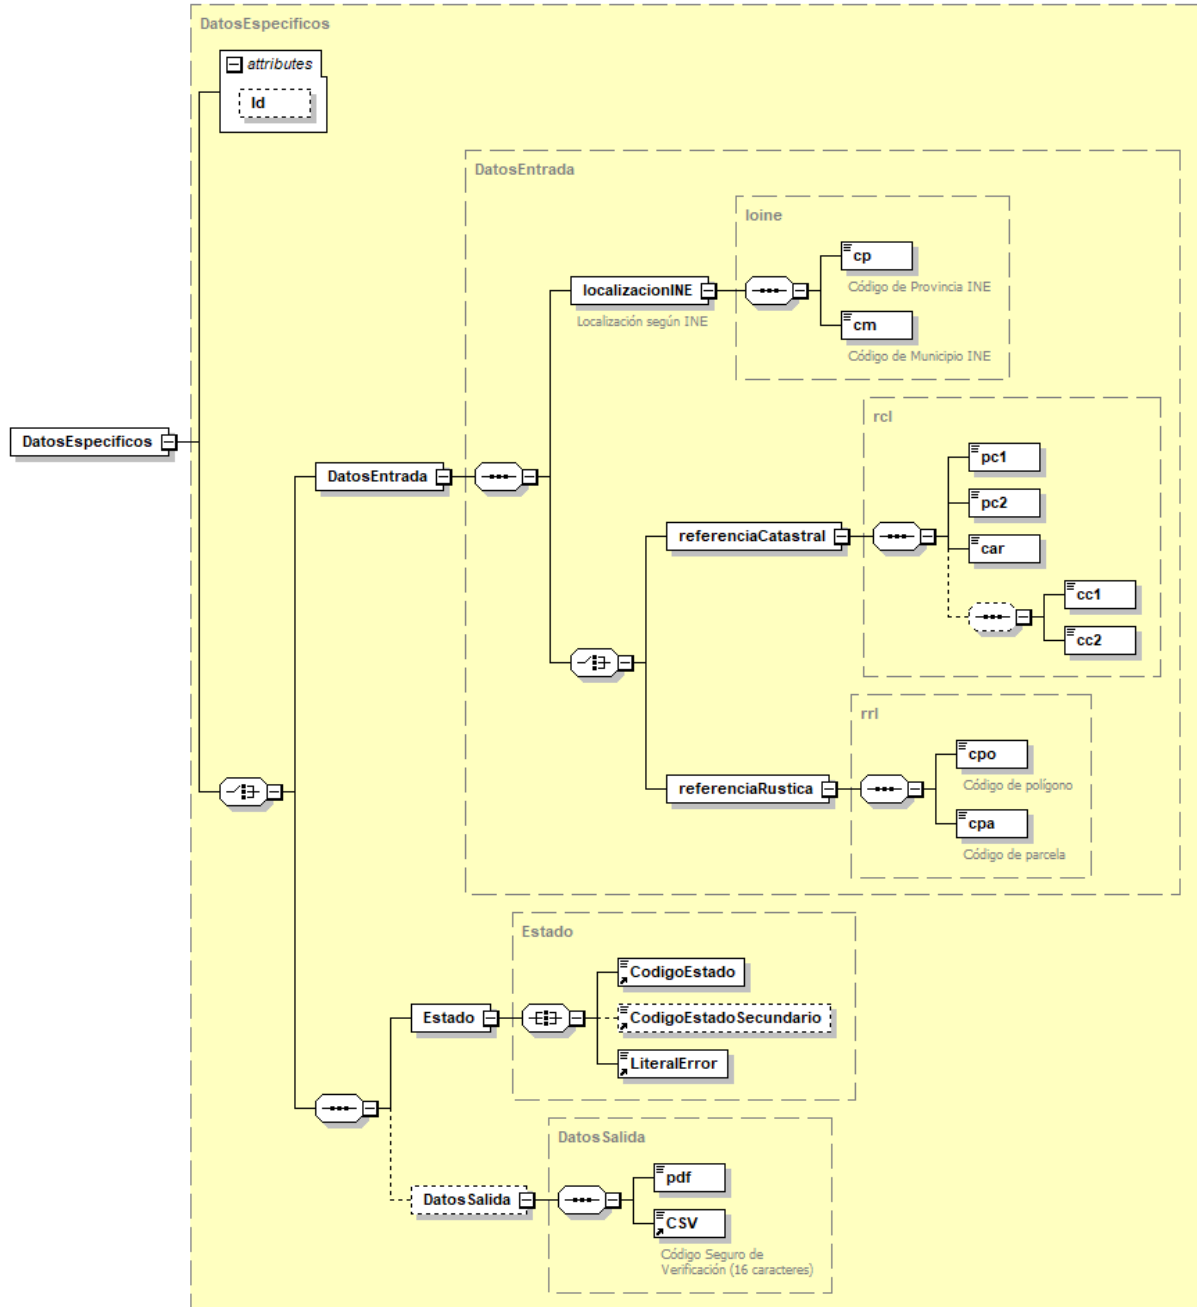 DatosEspecificos
attributes
Id
DatosEntrada
loine
cp
Código de Provincia INE
localizacionINE
Localización según INE
cm
Código de Municipio INE
rcl
DatosEspecificos
pc1
DatosEntrada
pc2
referenciaCatastral
car
cc1
cc2
rrl
cpo
Código de polígono
referenciaRustica
cpa
Código de parcela
Estado
CodigoEstado
Estado
CodigoEstadoSecundario
LiteralError
DatosSalida
pdf
DatosSalida
CSV
Código Seguro de
Verificación (16 caracteres)